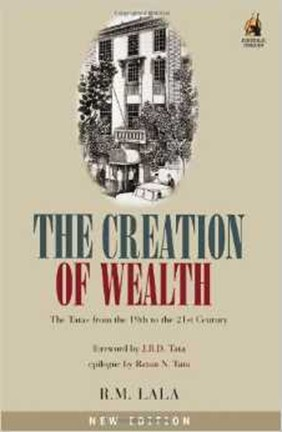 THE CREATION
OF WEALTH
The Tatas from the 19th to the 21st Century
foreword by J.R.D. Tata
epilogue by Ratan N. Tata
R.M. LALA
NEW EDITION